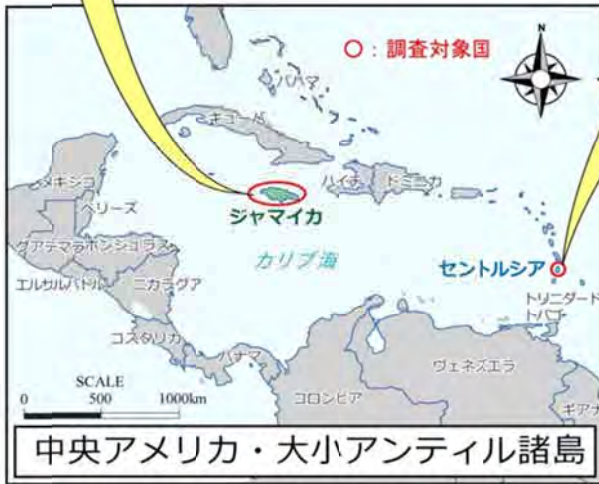 N
○：調査対象国
バハマ
キューバ
メキシコ
ハイチ
ドミニカ
ベリーズ
ジャマイカ
グアテマラ
ホンジュラス
カリブ海
セントルシア
エルサルバドル
ニカラグア
トリニダード
トバゴ
コスタリカ
パナマ
ヴェネズエラ
コロンビア
ギアナ
SCALE
0 500 1000km
中央アメリカ・大小アンティル諸島